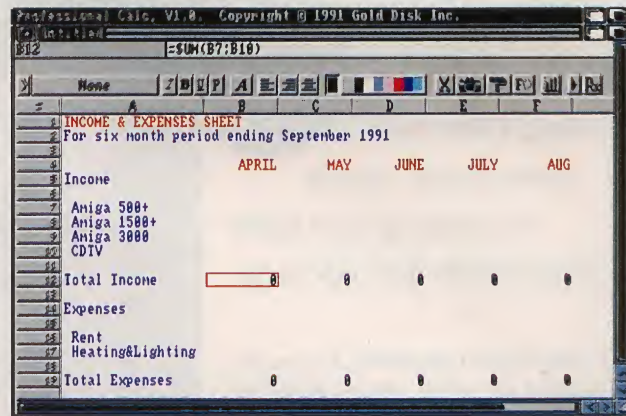 Professional Calc, V1.0, Copyright © 1991 Gold Disk Inc.
Untitled
B12 =SUM(B7:B10)
None I B U P A
= A B C D E F
1 INCOME & EXPENSES SHEET
2 For six month period ending September 1991
3
4 APRIL MAY JUNE JULY AUG
5 Income
6
7 Amiga 500+
8 Amiga 1500+
9 Amiga 3000
10 CDTV
11
12 Total Income 0 0 0 0 0
13
14 Expenses
15
16 Rent
17 Heating&Lighting
18
19 Total Expenses 0 0 0 0 0